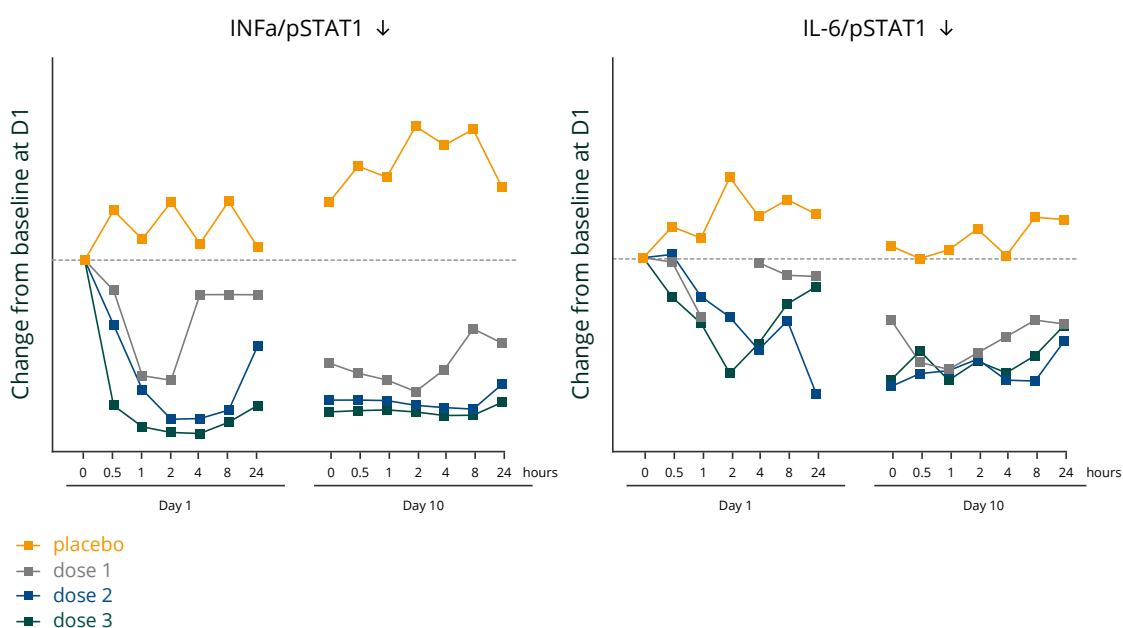 INFa/pSTAT1 ↓
Change from baseline at D1
0 0.5 1 2 4 8 24 0 0.5 1 2 4 8 24 hours
Day 1 Day 10
IL-6/pSTAT1 ↓
Change from baseline at D1
0 0.5 1 2 4 8 24 0 0.5 1 2 4 8 24 hours
Day 1 Day 10
placebo
dose 1
dose 2
dose 3